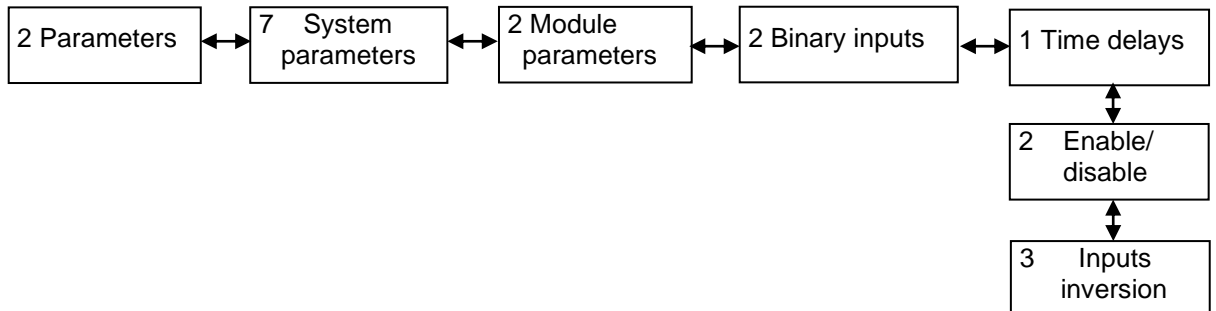 2 Parameters
7 System
parameters
2 Module
parameters
2 Binary inputs
1 Time delays
2 Enable/
disable
3 Inputs
inversion